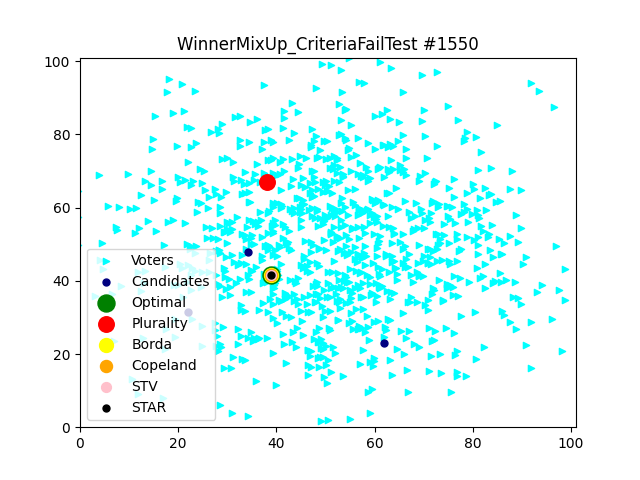 WinnerMixUp_CriteriaFailTest #1550
100
80
60
40
20
0
Voters
Candidates
Optimal
Plurality
Borda
Copeland
STV
STAR
0 20 40 60 80 100